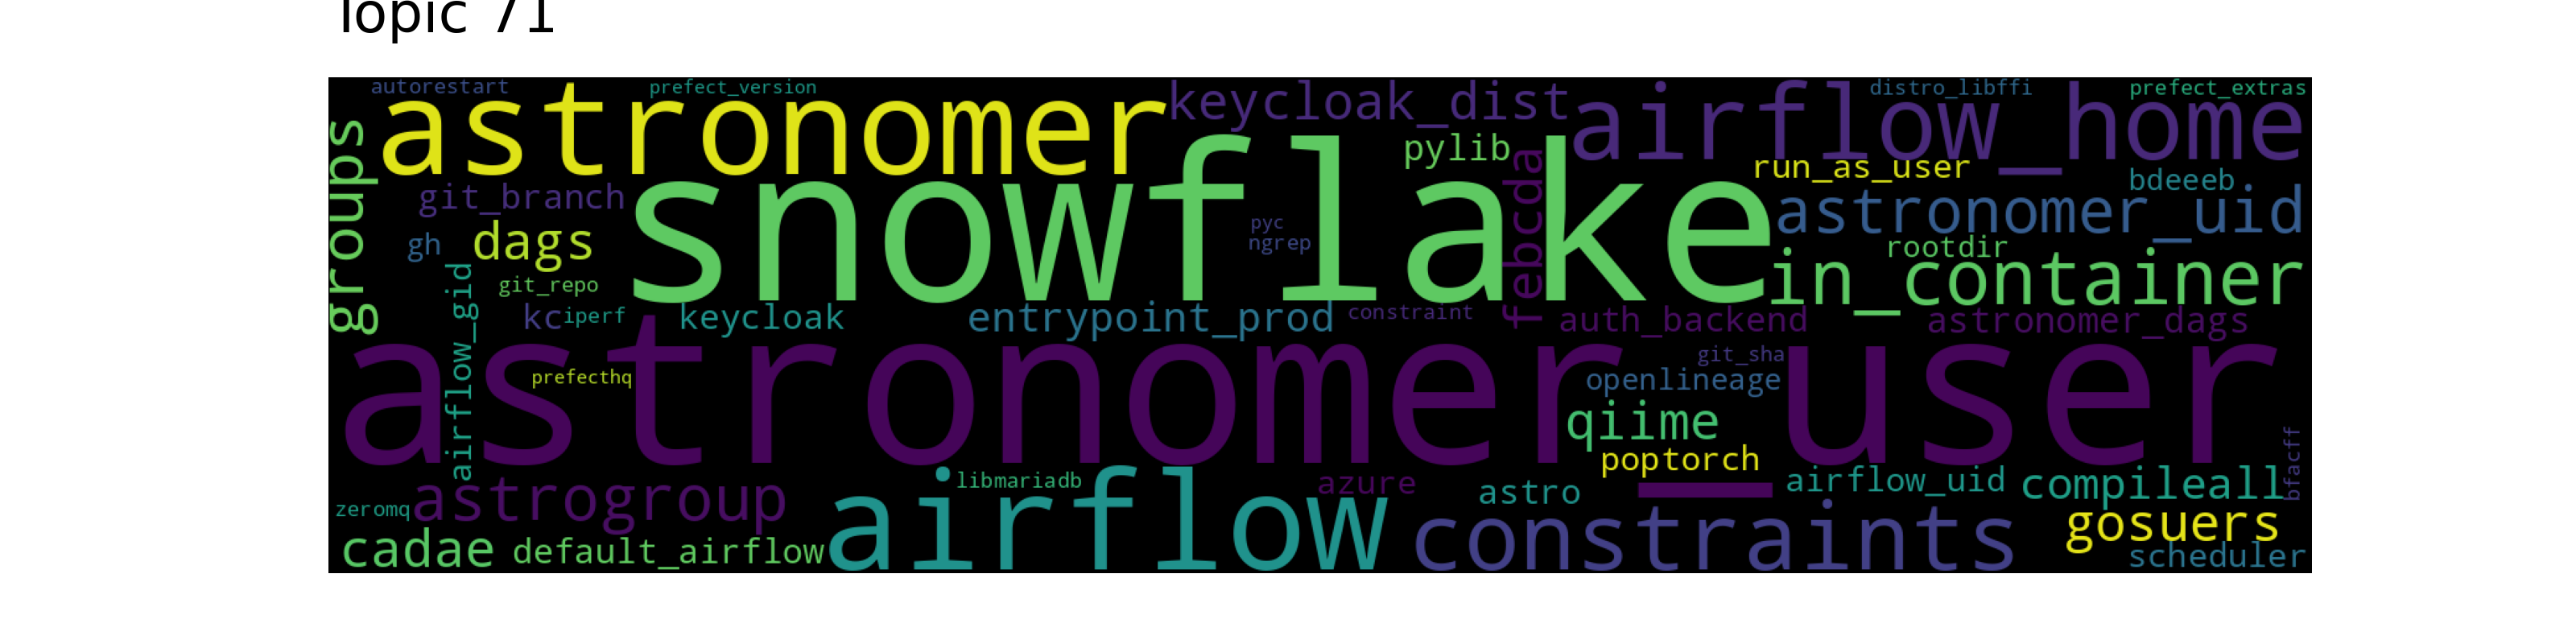 Topic 71
autorestart prefect_version keycloak_dist distro_libffi prefect_extras
astronomer airflow_home
groups pylib febcda run_as_user
git_branch snowflake bdeeeb
gh dags pyc astronomer_uid
ngrep rootdir
airflow_gid git_repo in_container
kc iperf keycloak entrypoint_prod constraint auth_backend astronomer_dags
astronomer_user
prefecthq git_sha
openlineage
qiime
poptorch bfacff
libmariadb azure astro airflow_uid compileall
zeromq astrogroup airflow constraints gosuers
cadae default_airflow scheduler